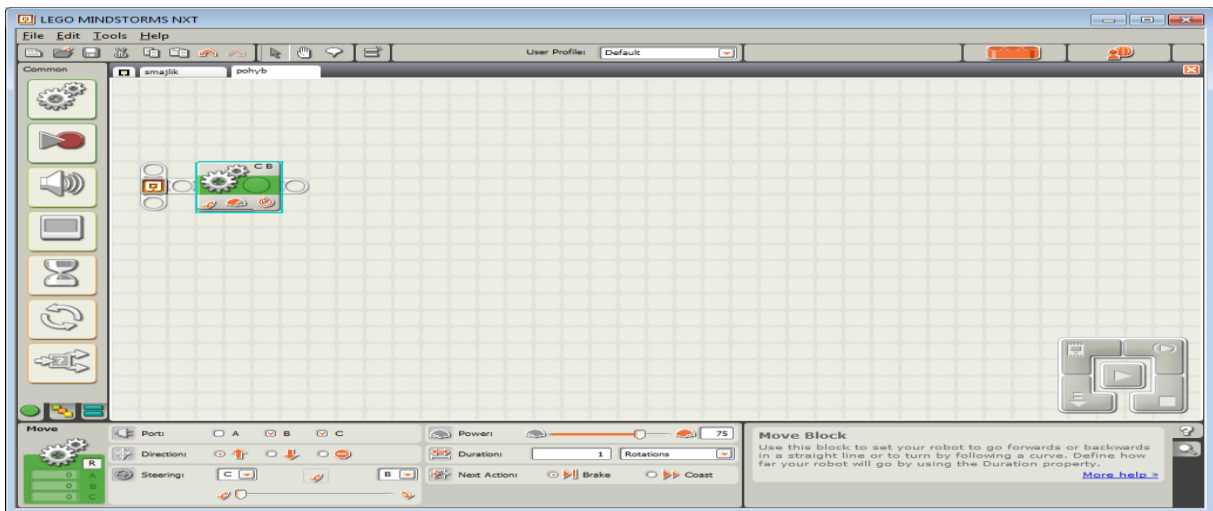 LEGO MINDSTORMS NXT
File Edit Tools Help
User Profile: Default
Common
smajlik pohyb
C B
Move
R
0 A
0 B
0 C
Port: A B C
Direction:
Steering: C B
Power: 75
Duration: 1 Rotations
Next Action: Brake Coast
Move Block
Use this block to set your robot to go forwards or backwards
in a straight line or to turn by following a curve. Define how
far your robot will go by using the Duration property.
More help »
?